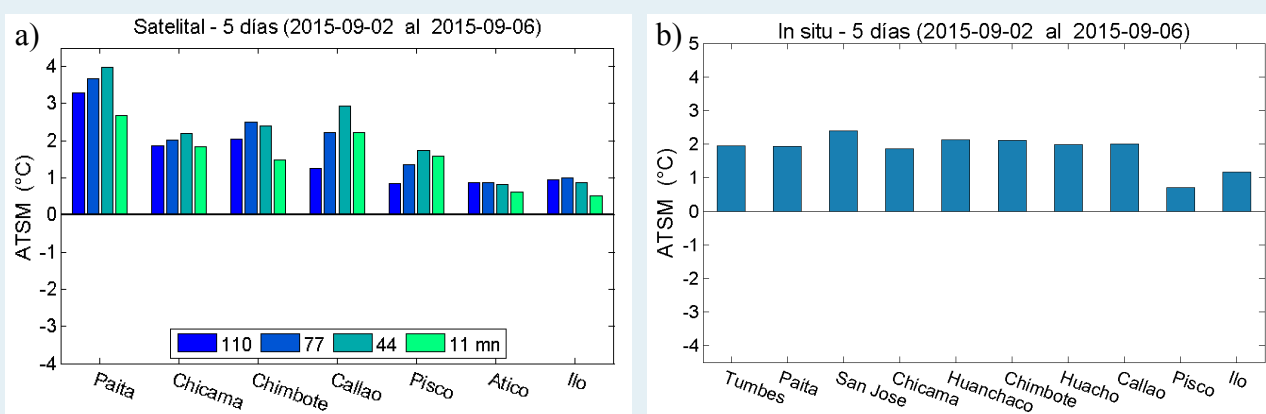 a)
Satelital - 5 días (2015-09-02 al 2015-09-06)
ATSM (°C)
4
3
2
1
0
-1
-2
-3
-4
110 77 44 11 mn
Paita Chicama Chimbote Callao Pisco Atico Ilo
b)
In situ - 5 días (2015-09-02 al 2015-09-06)
ATSM (°C)
5
4
3
2
1
0
-1
-2
-3
-4
Tumbes Paita San Jose Chicama Huanchaco Chimbote Huacho Callao Pisco Ilo